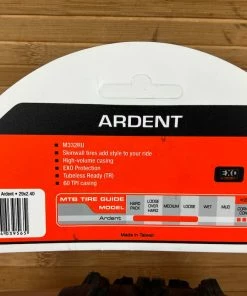 ARDENT
M332RU
Skinwall tires add style to your ride
High-volume casing
EXO Protection
Tubeless Ready (TR)
60 TPI casing
EXO
Ardent • 29x2.40
MTB TIRE GUIDE
MODEL
HARD PACK
LOOSE OVER HARD
MEDIUM
LOOSE
WET
MUD
Ardent
Made in Taiwan